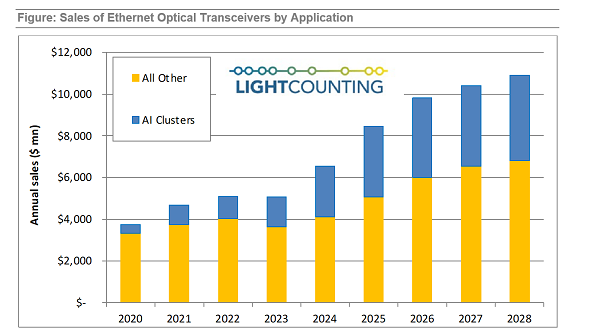 Figure: Sales of Ethernet Optical Transceivers by Application
$12,000
$10,000
$8,000
$6,000
$4,000
$2,000
$-
Annual sales ($ mn)
All Other
AI Clusters
LIGHTCOUNTING
2020 2021 2022 2023 2024 2025 2026 2027 2028